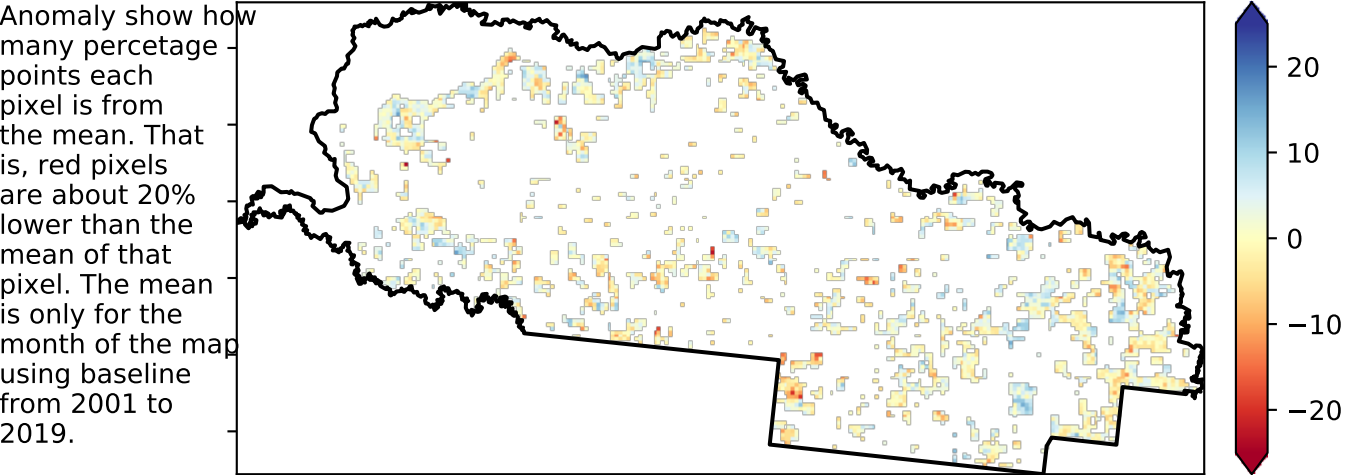 Anomaly show how
many percetage
points each
pixel is from
the mean. That
is, red pixels
are about 20%
lower than the
mean of that
pixel. The mean
is only for the
month of the map
using baseline
from 2001 to
2019.
20
10
0
−10
−20